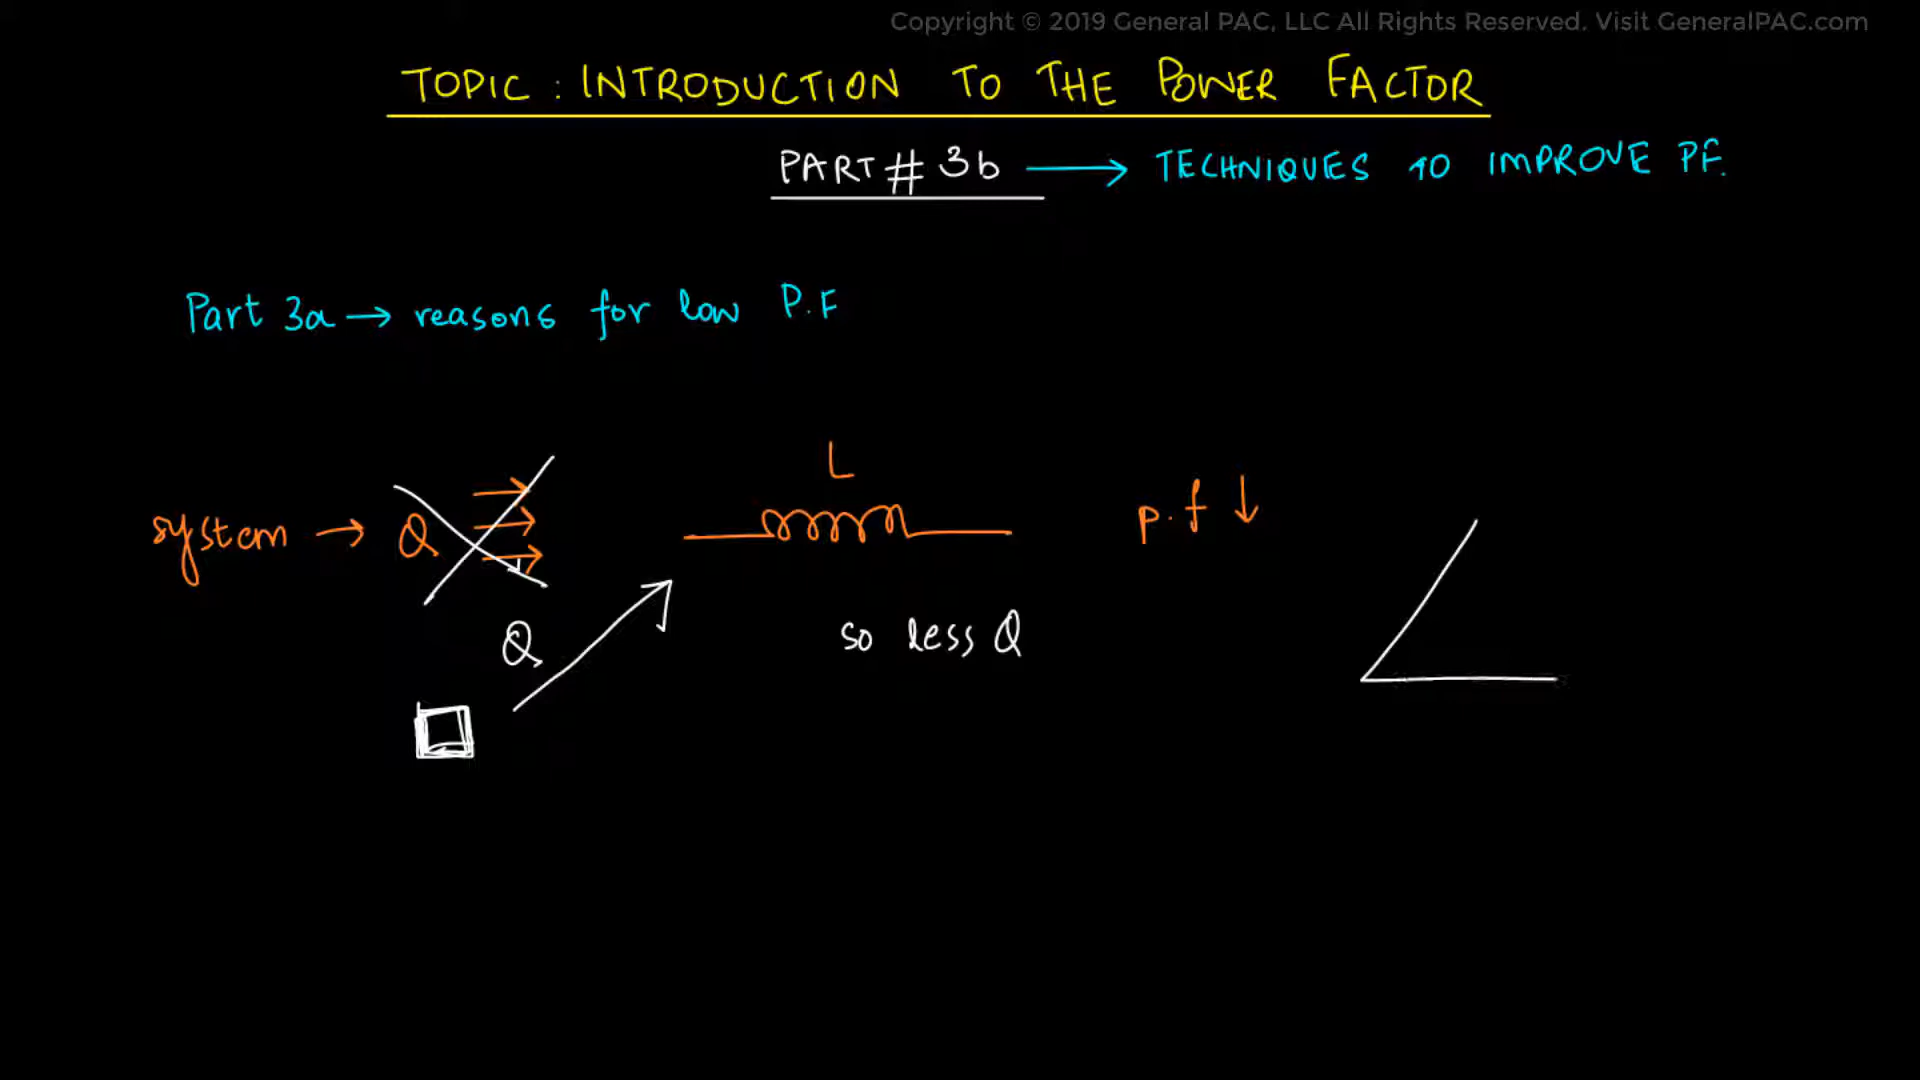 Copyright © 2019 General PAC, LLC All Rights Reserved. Visit GeneralPAC.com
TOPIC : INTRODUCTION TO THE POWER FACTOR
PART # 3b → TECHNIQUES TO IMPROVE PF.
Part 3a → reasons for low P.F
L
system → Q p.f ↓
Q so less Q